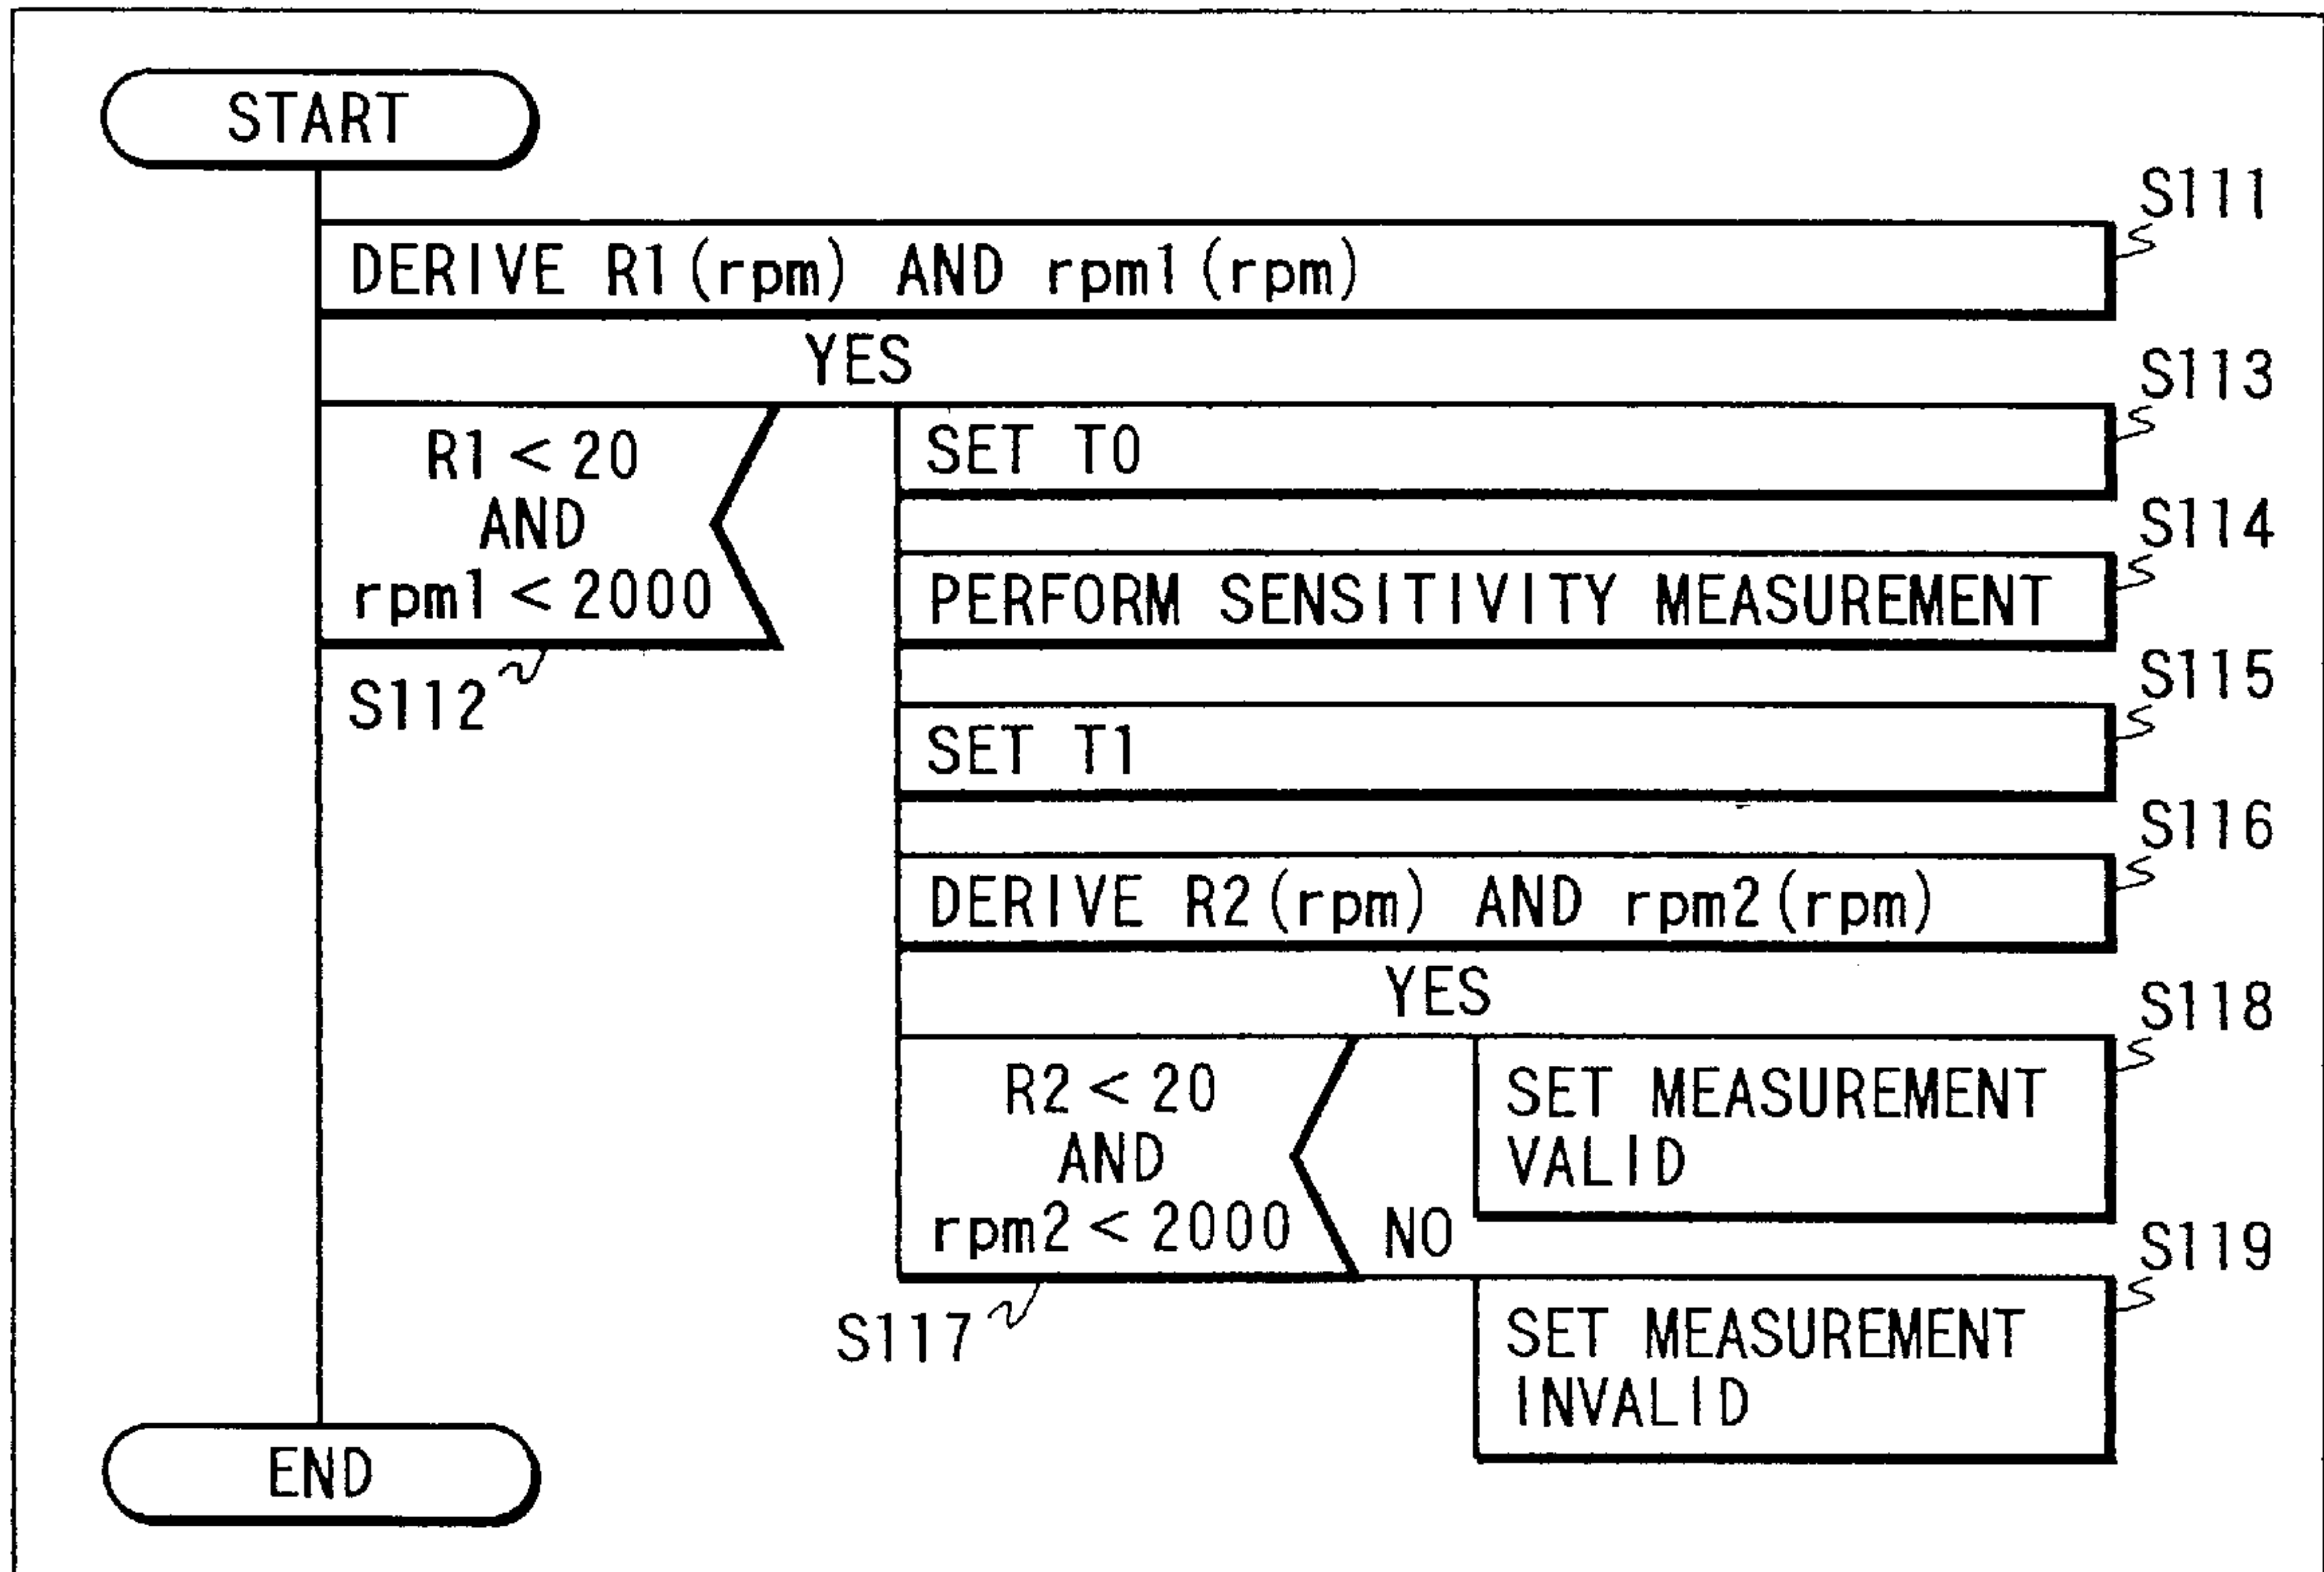 START
S111
DERIVE R1(rpm) AND rpm1(rpm)
YES
S113
R1 < 20
AND
rpm1 < 2000
S112
SET T0
S114
PERFORM SENSITIVITY MEASUREMENT
S115
SET T1
S116
DERIVE R2(rpm) AND rpm2(rpm)
YES
S118
R2 < 20
AND
rpm2 < 2000
S117
SET MEASUREMENT
VALID
NO
S119
SET MEASUREMENT
INVALID
END